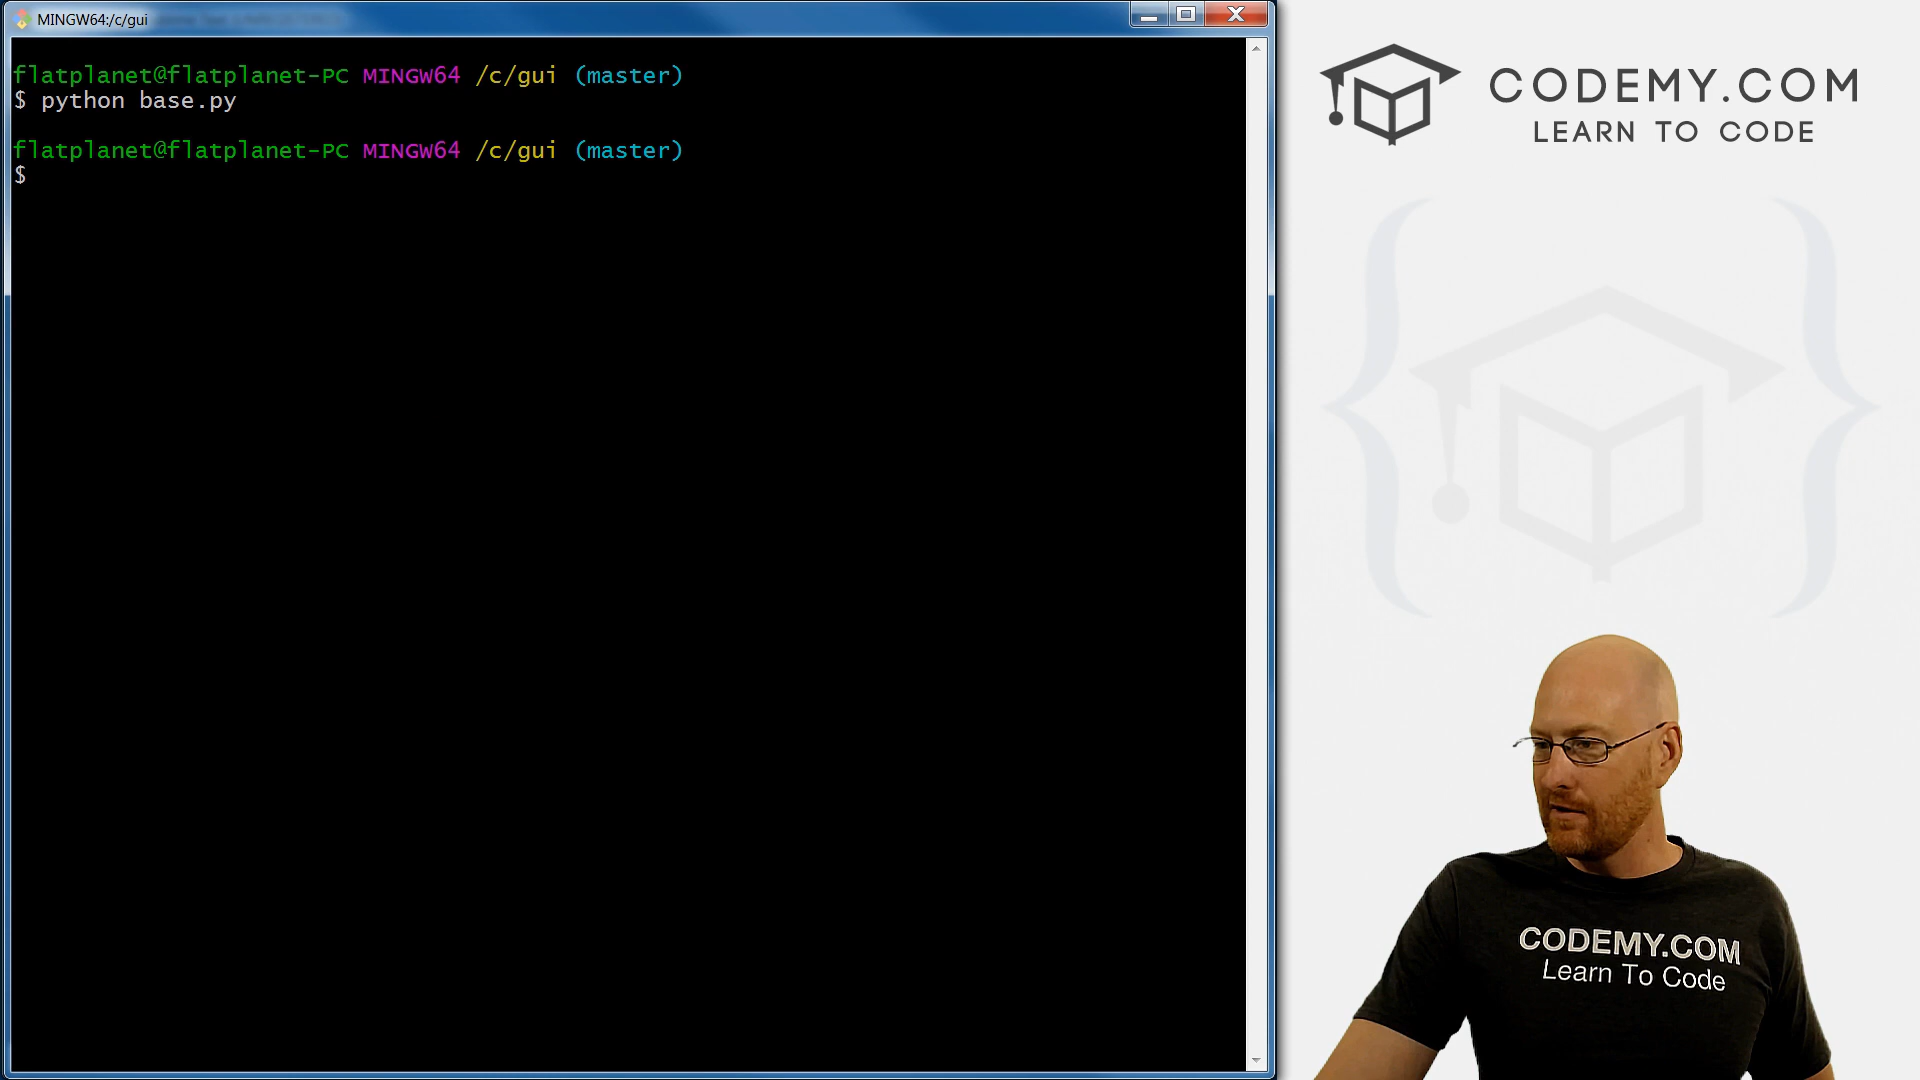 MINGW64:/c/gui
flatplanet@flatplanet-PC MINGW64 /c/gui (master)
$ python base.py
flatplanet@flatplanet-PC MINGW64 /c/gui (master)
$
CODEMY.COM
LEARN TO CODE
CODEMY.COM
Learn To Code